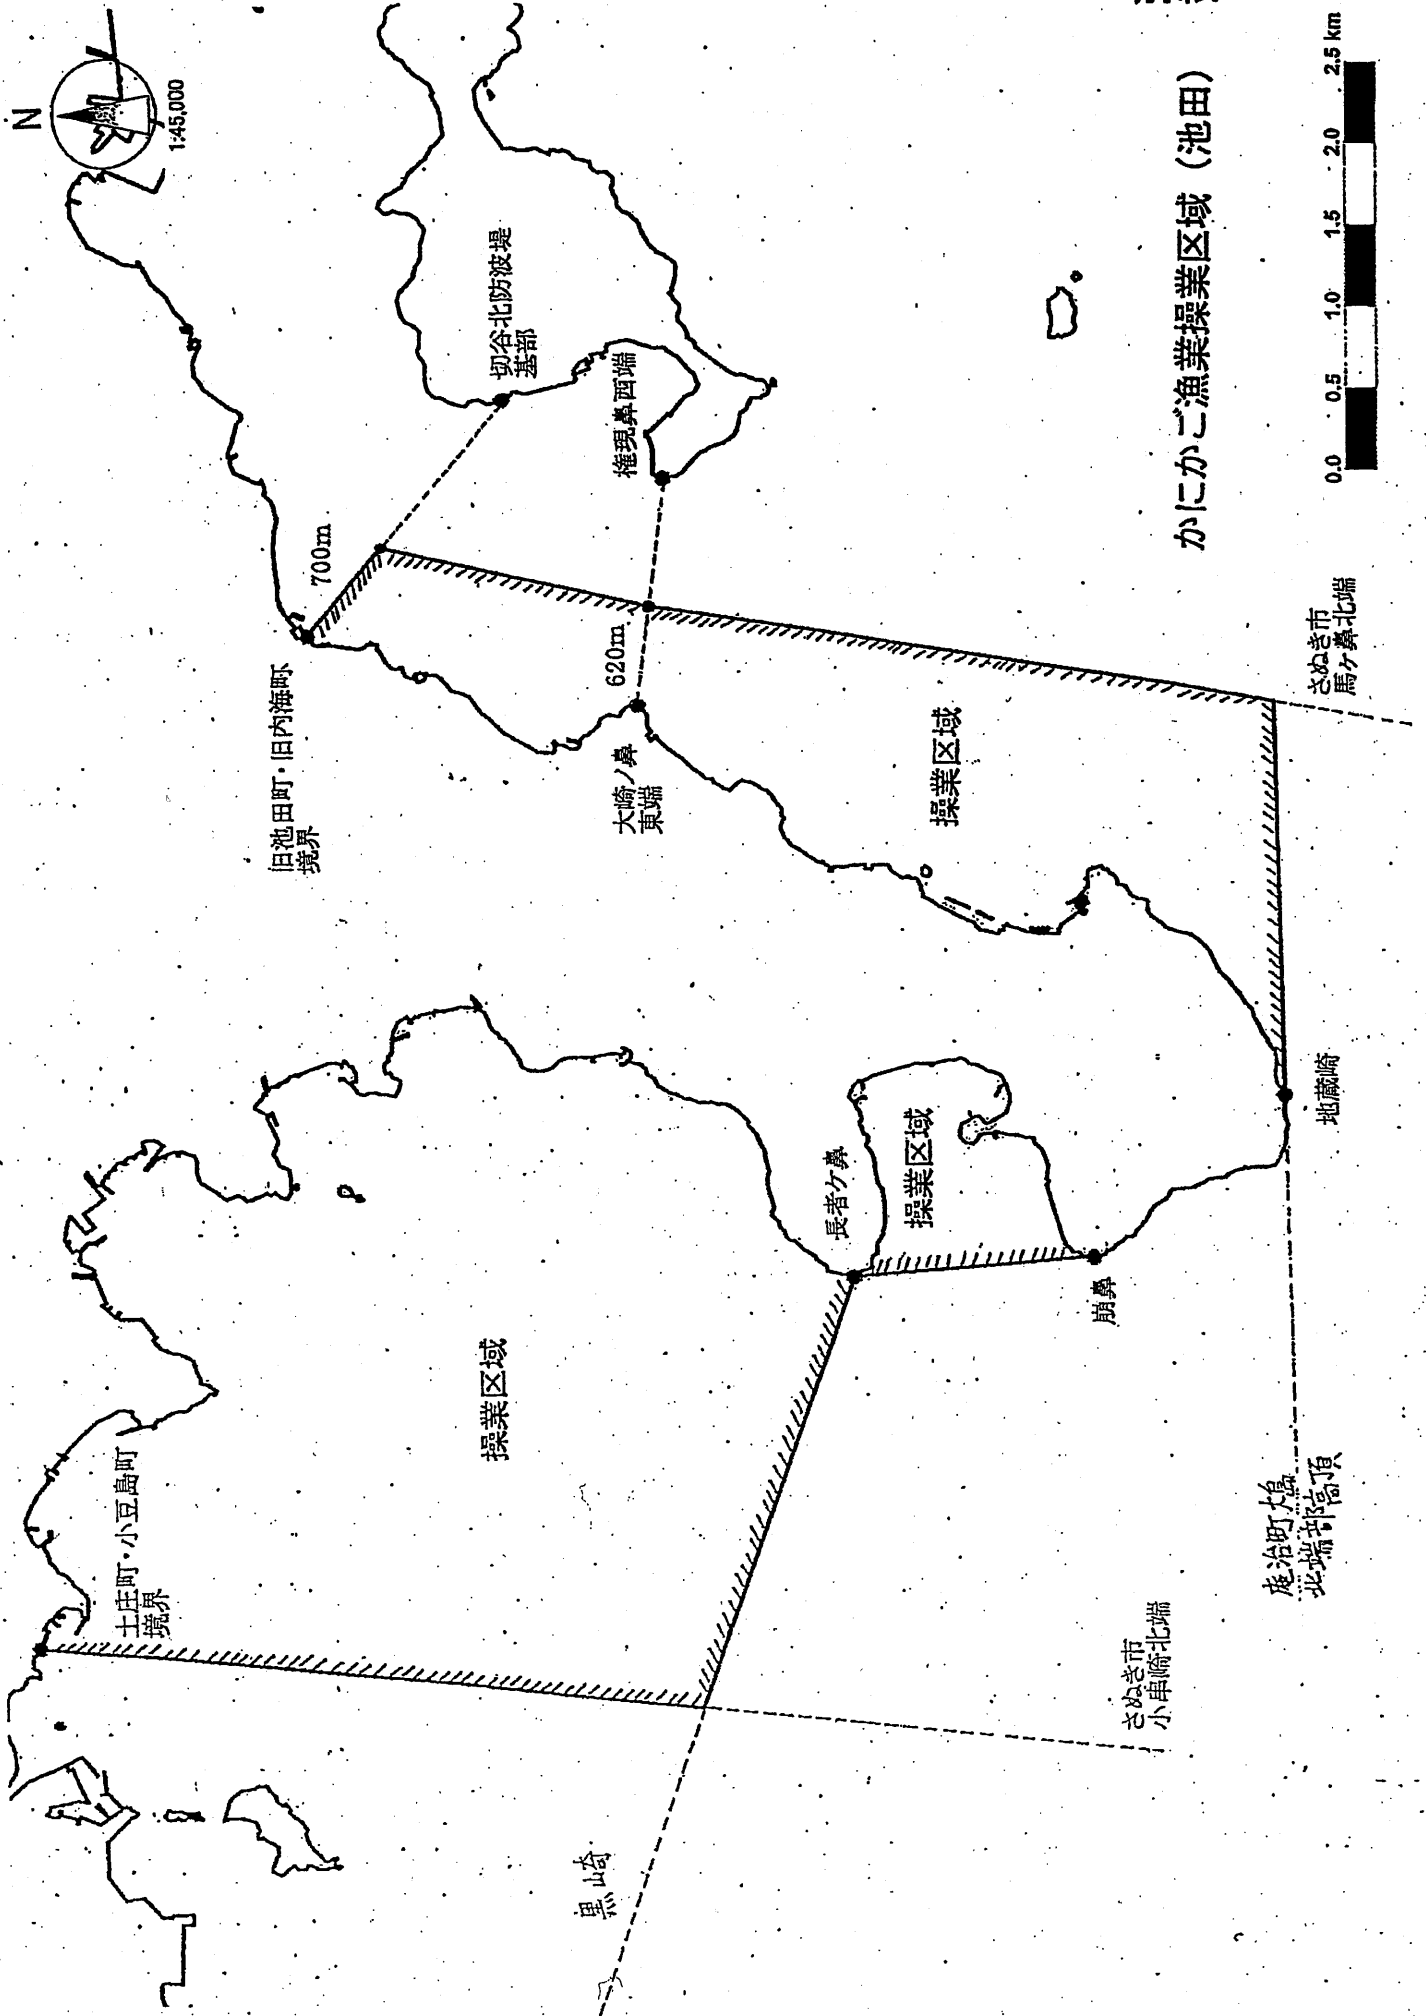 N
1:45,000
切谷北防波堤
基部
権現鼻西端
700m
620m
旧池田町・旧内海町
境界
大崎ノ鼻
東端
操業区域
さぬき市
馬ケ鼻北端
地蔵崎
長者ケ鼻
操業区域
崩鼻
操業区域
土庄町・小豆島町
境界
黒崎
さぬき市
小串崎北端
庵治町大島
北端部高頂
かにかご漁業操業区域（池田）
0.0 0.5 1.0 1.5 2.0 2.5 km